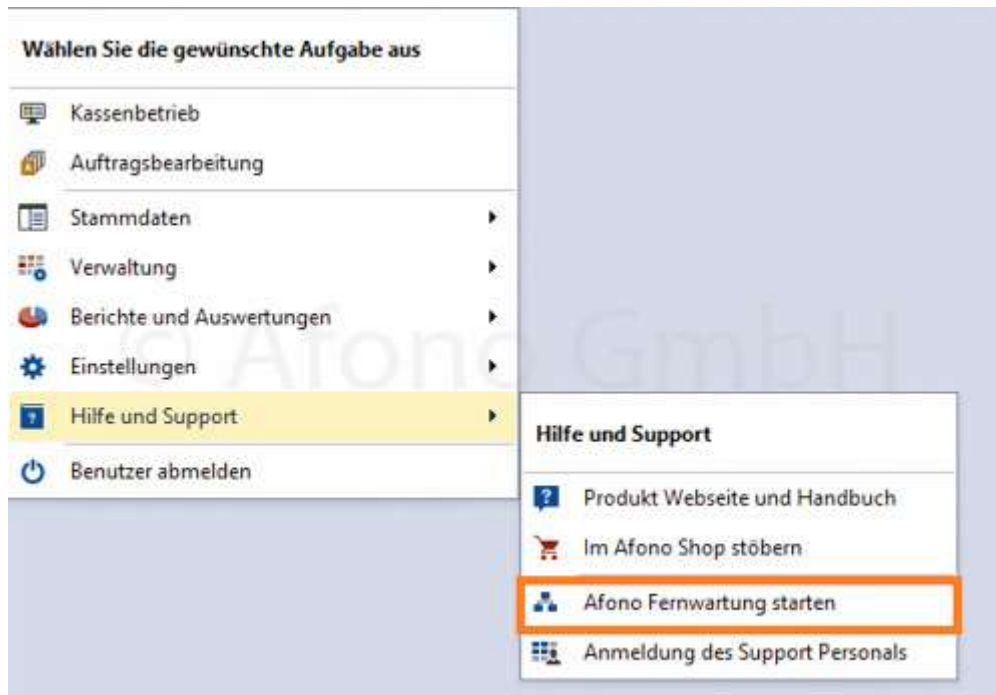 Wählen Sie die gewünschte Aufgabe aus
Kassenbetrieb
Auftragsbearbeitung
Stammdaten
Verwaltung
Berichte und Auswertungen
Einstellungen
Hilfe und Support
Benutzer abmelden
© Afono GmbH
Hilfe und Support
Produkt Webseite und Handbuch
Im Afono Shop stöbern
Afono Fernwartung starten
Anmeldung des Support Personals